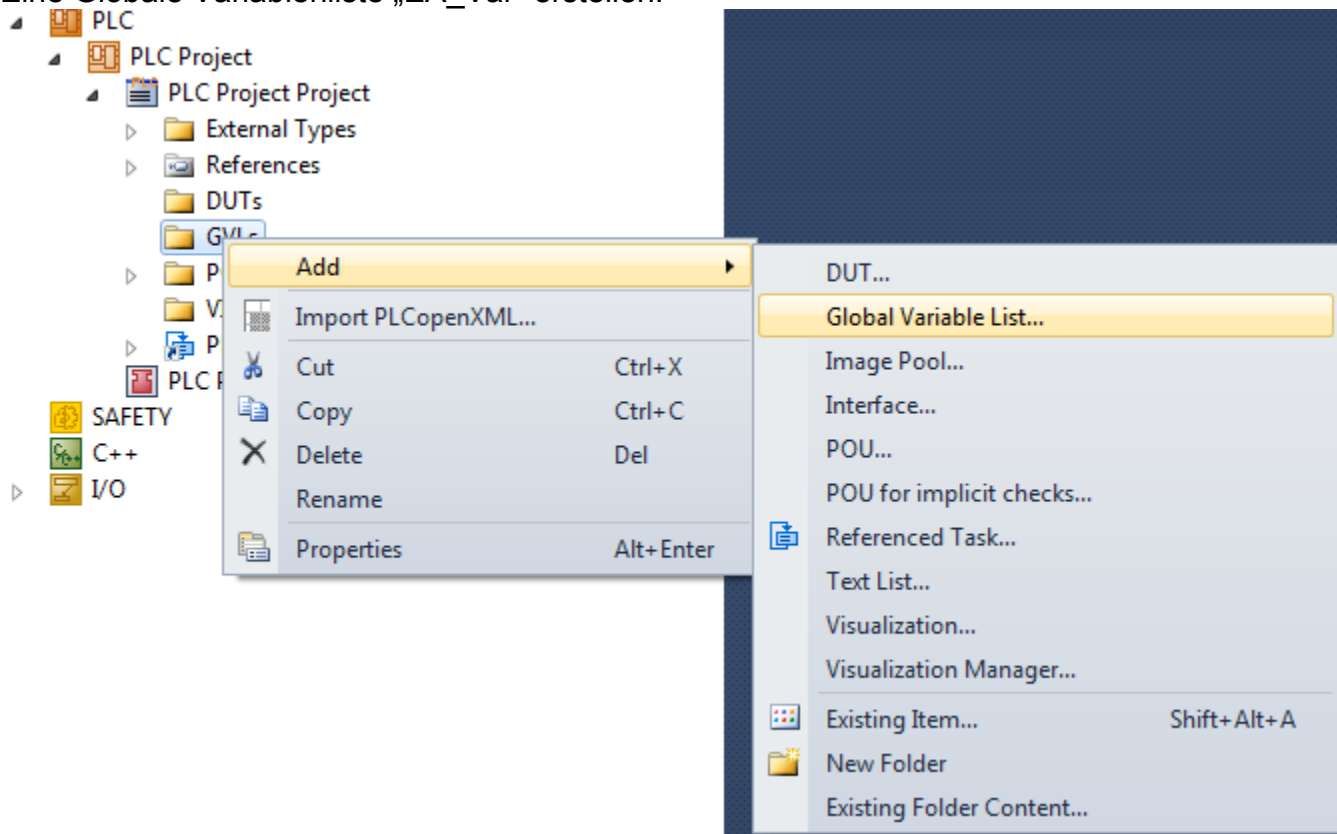 PLC
PLC Project
PLC Project Project
External Types
References
DUTs
SAFETY
C++
I/O
Add
Import PLCopenXML...
Cut Ctrl+X
Copy Ctrl+C
Delete Del
Rename
Properties Alt+Enter
DUT...
Global Variable List...
Image Pool...
Interface...
POU...
POU for implicit checks...
Referenced Task...
Text List...
Visualization...
Visualization Manager...
Existing Item... Shift+Alt+A
New Folder
Existing Folder Content...